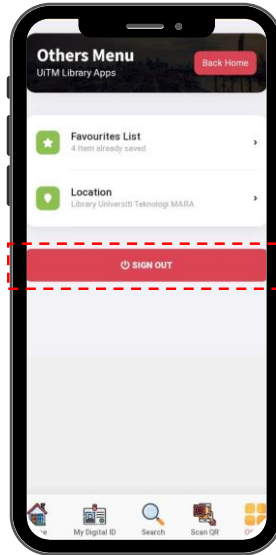 Others Menu
UiTM Library Apps
Back Home
Favourites List
4 Item already saved
Location
Library Universiti Teknologi MARA
SIGN OUT
My Digital ID
Search
Scan QR